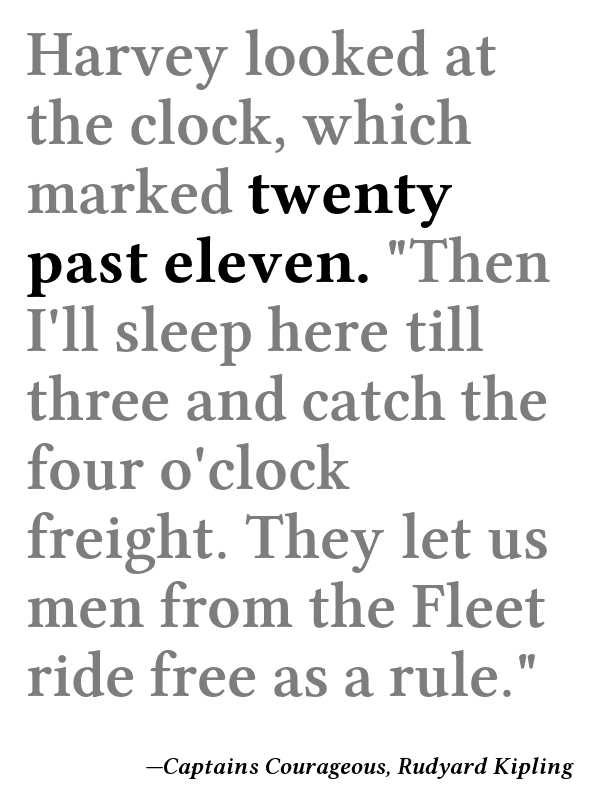 Harvey looked at
the clock, which
marked twenty
past eleven. "Then
I'll sleep here till
three and catch the
four o'clock
freight. They let us
men from the Fleet
ride free as a rule."
—Captains Courageous, Rudyard Kipling